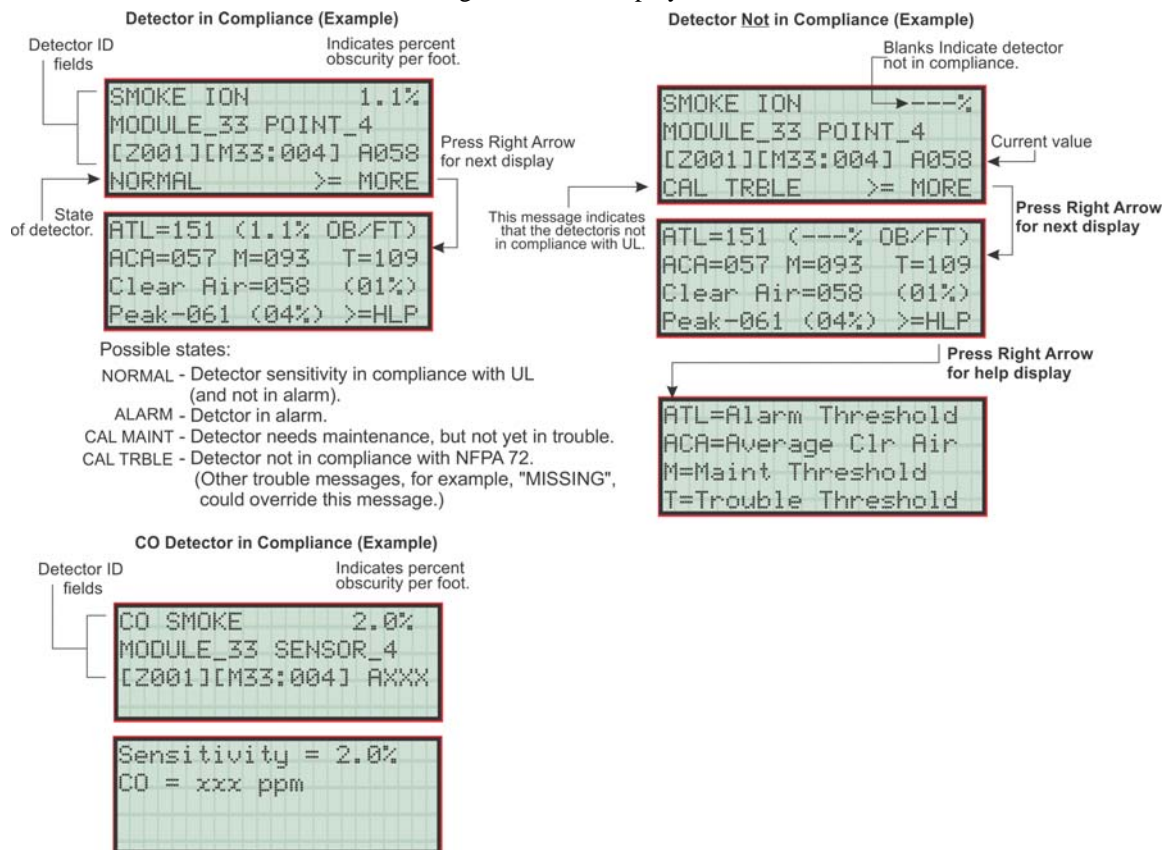 Detector in Compliance (Example)
Detector ID
fields
Indicates percent
obscurity per foot.
SMOKE ION 1.1%
MODULE_33 POINT_4
[Z001][M33:004] A058
NORMAL >= MORE
Press Right Arrow
for next display
State
of detector.
ATL=151 (1.1% OB/FT)
ACA=057 M=093 T=109
Clear Air=058 (01%)
Peak-061 (04%) >=HLP
Possible states:
NORMAL - Detector sensitivity in compliance with UL
(and not in alarm).
ALARM - Detctor in alarm.
CAL MAINT - Detector needs maintenance, but not yet in trouble.
CAL TRBLE - Detector not in compliance with NFPA 72.
(Other trouble messages, for example, "MISSING",
could override this message.)
Detector Not in Compliance (Example)
Blanks Indicate detector
not in compliance.
SMOKE ION ---%
MODULE_33 POINT_4
[Z001][M33:004] A058
CAL TRBLE >= MORE
Current value
This message indicates
that the detectoris not
in compliance with UL.
Press Right Arrow
for next display
ATL=151 (---% OB/FT)
ACA=057 M=093 T=109
Clear Air=058 (01%)
Peak-061 (04%) >=HLP
Press Right Arrow
for help display
ATL=Alarm Threshold
ACA=Average Clr Air
M=Maint Threshold
T=Trouble Threshold
CO Detector in Compliance (Example)
Detector ID
fields
Indicates percent
obscurity per foot.
CO SMOKE 2.0%
MODULE_33 SENSOR_4
[Z001][M33:004] AXXX
Sensitivity = 2.0%
CO = xxx ppm